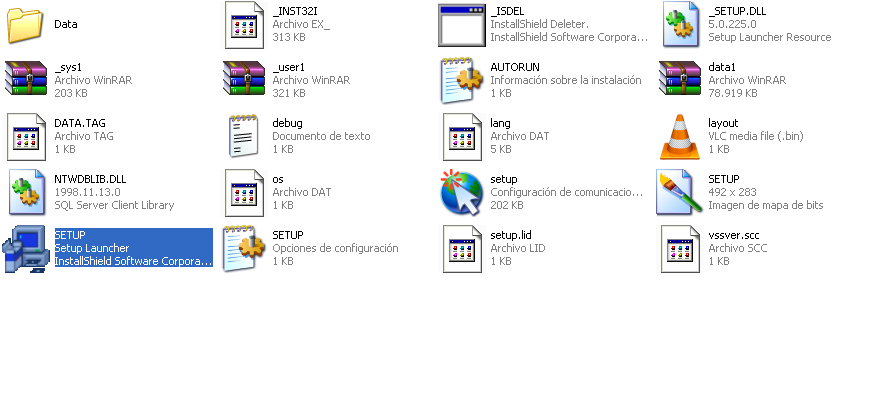 Data
_INST32I
Archivo EX_
313 KB
_ISDEL
InstallShield Deleter.
InstallShield Software Corpora...
_SETUP.DLL
5.0.225.0
Setup Launcher Resource
_sys1
Archivo WinRAR
203 KB
_user1
Archivo WinRAR
321 KB
AUTORUN
Información sobre la instalación
1 KB
data1
Archivo WinRAR
78.919 KB
DATA.TAG
Archivo TAG
1 KB
debug
Documento de texto
lang
Archivo DAT
5 KB
layout
VLC media file (.bin)
1 KB
NTWDBLIB.DLL
1998.11.13.0
SQL Server Client Library
os
Archivo DAT
1 KB
setup
Configuración de comunicacio...
202 KB
SETUP
492 x 283
Imagen de mapa de bits
SETUP
Setup Launcher
InstallShield Software Corpora...
SETUP
Opciones de configuración
1 KB
setup.lid
Archivo LID
1 KB
vssver.scc
Archivo SCC
1 KB